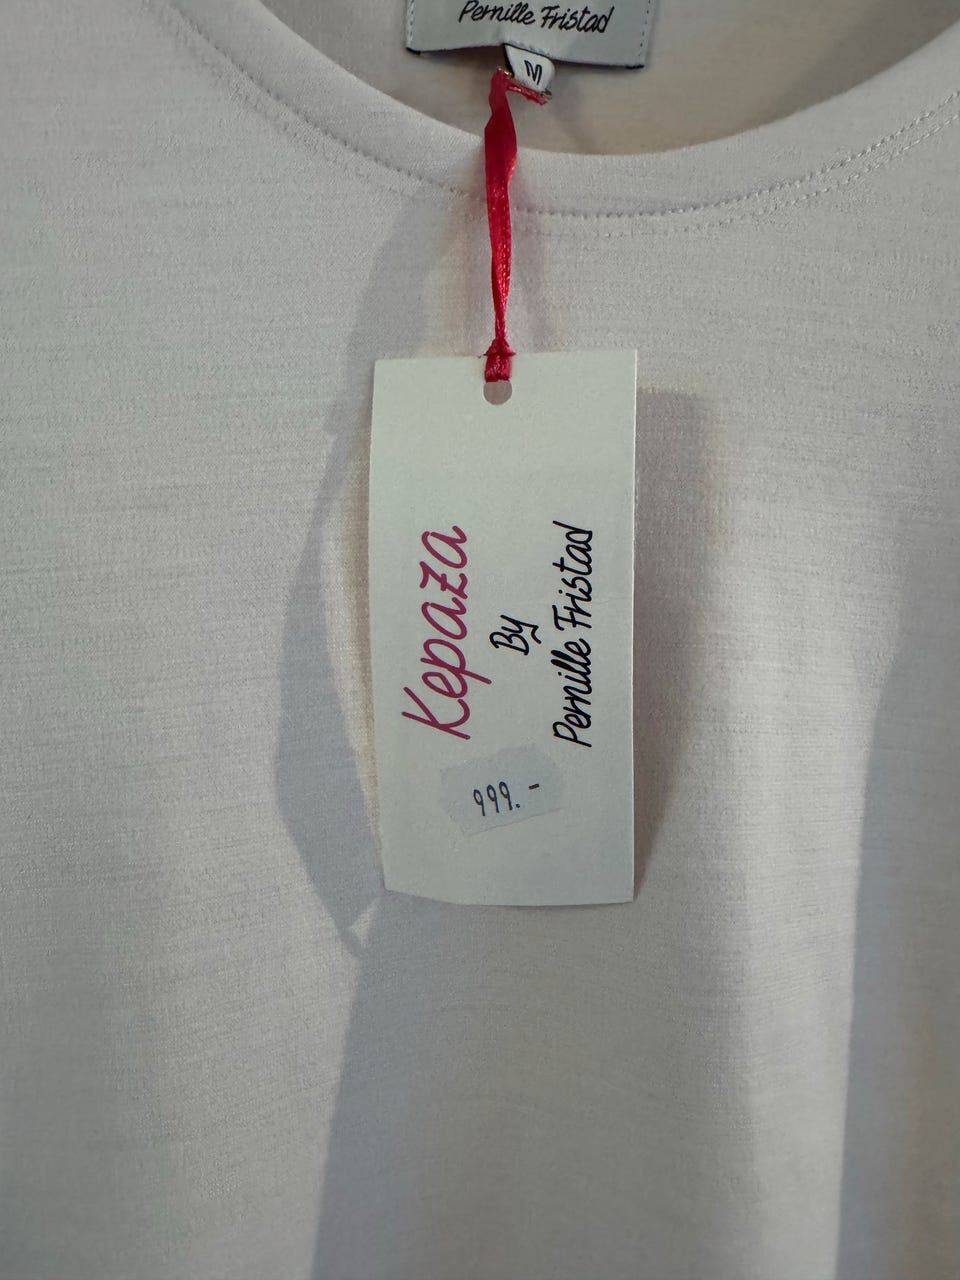 Pernille Fristad
M
Kepaza
By
Pernille Fristad
999.-